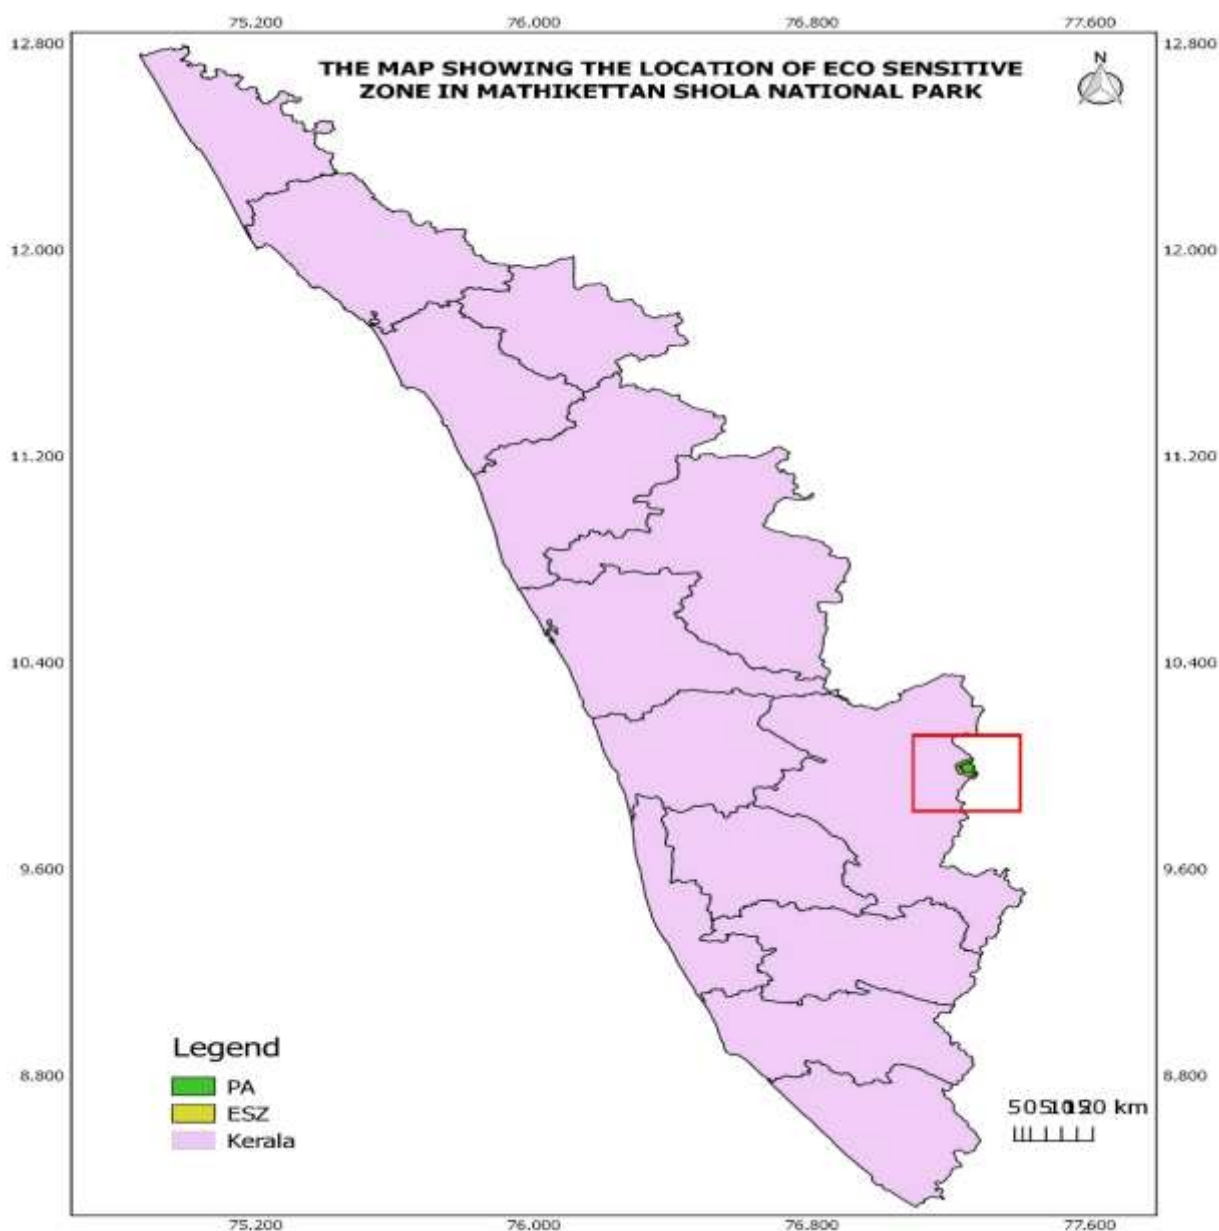 75.200 76.000 76.800 77.600
12.800 12.800
THE MAP SHOWING THE LOCATION OF ECO SENSITIVE
ZONE IN MATHIKETTAN SHOLA NATIONAL PARK
N
12.000 12.000
11.200 11.200
10.400 10.400
9.600 9.600
Legend
8.800 8.800
PA
ESZ
Kerala
km
75.200 76.000 76.800 77.600